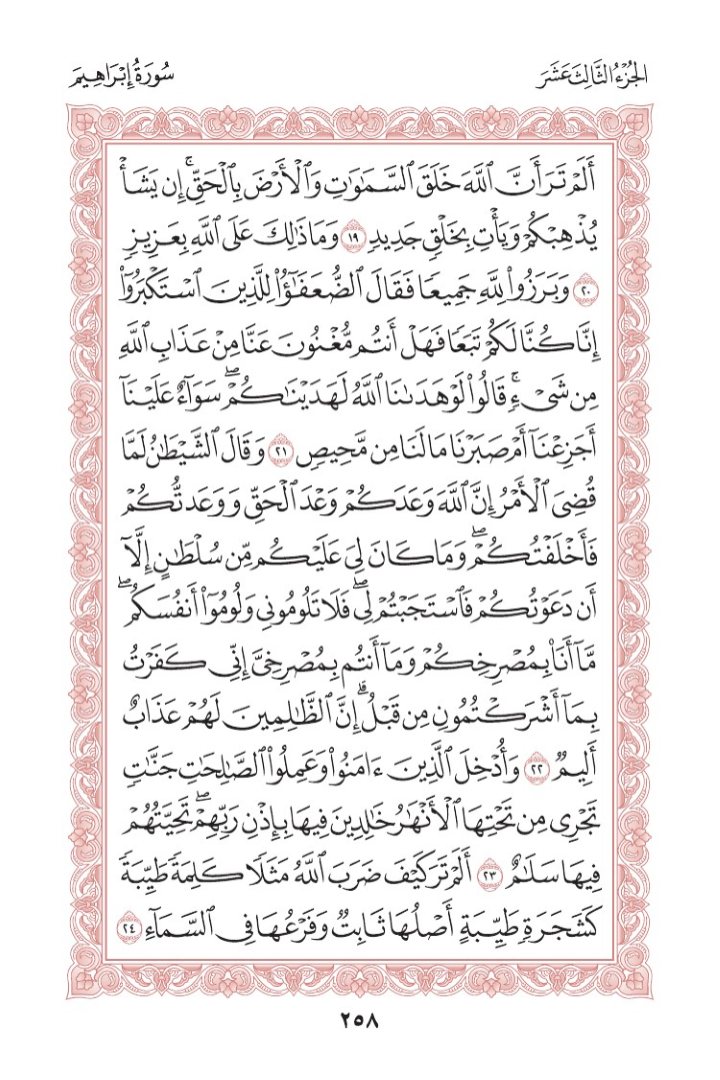 الجُزْءُ الثَّالِثَ عَشَرَ
سُورَةُ إِبْرَاهِيمَ
أَلَمْ تَرَ أَنَّ ٱللَّهَ خَلَقَ ٱلسَّمَٰوَٰتِ وَٱلْأَرْضَ بِٱلْحَقِّۚ إِن يَشَأْ
يُذْهِبْكُمْ وَيَأْتِ بِخَلْقٍ جَدِيدٍ ١٩ وَمَا ذَٰلِكَ عَلَى ٱللَّهِ بِعَزِيزٍ
٢٠ وَبَرَزُوا۟ لِلَّهِ جَمِيعًا فَقَالَ ٱلضُّعَفَٰٓؤُا۟ لِلَّذِينَ ٱسْتَكْبَرُوٓا۟
إِنَّا كُنَّا لَكُمْ تَبَعًا فَهَلْ أَنتُم مُّغْنُونَ عَنَّا مِنْ عَذَابِ ٱللَّهِ
مِن شَىْءٍۚ قَالُوا۟ لَوْ هَدَىٰنَا ٱللَّهُ لَهَدَيْنَٰكُمْۖ سَوَآءٌ عَلَيْنَآ
أَجَزِعْنَآ أَمْ صَبَرْنَا مَا لَنَا مِن مَّحِيصٍ ٢١ وَقَالَ ٱلشَّيْطَٰنُ لَمَّا
قُضِىَ ٱلْأَمْرُ إِنَّ ٱللَّهَ وَعَدَكُمْ وَعْدَ ٱلْحَقِّ وَوَعَدتُّكُمْ
فَأَخْلَفْتُكُمْۖ وَمَا كَانَ لِىَ عَلَيْكُم مِّن سُلْطَٰنٍ إِلَّآ
أَن دَعَوْتُكُمْ فَٱسْتَجَبْتُمْ لِىۖ فَلَا تَلُومُونِى وَلُومُوٓا۟ أَنفُسَكُمۖ
مَّآ أَنَا۠ بِمُصْرِخِكُمْ وَمَآ أَنتُم بِمُصْرِخِىَّۖ إِنِّى كَفَرْتُ
بِمَآ أَشْرَكْتُمُونِ مِن قَبْلُۗ إِنَّ ٱلظَّٰلِمِينَ لَهُمْ عَذَابٌ
أَلِيمٌ ٢٢ وَأُدْخِلَ ٱلَّذِينَ ءَامَنُوا۟ وَعَمِلُوا۟ ٱلصَّٰلِحَٰتِ جَنَّٰتٍ
تَجْرِى مِن تَحْتِهَا ٱلْأَنْهَٰرُ خَٰلِدِينَ فِيهَا بِإِذْنِ رَبِّهِمْۖ تَحِيَّتُهُمْ
فِيهَا سَلَٰمٌ ٢٣ أَلَمْ تَرَ كَيْفَ ضَرَبَ ٱللَّهُ مَثَلًا كَلِمَةً طَيِّبَةً
كَشَجَرَةٍ طَيِّبَةٍ أَصْلُهَا ثَابِتٌ وَفَرْعُهَا فِى ٱلسَّمَآءِ ٢٤
٢٥٨